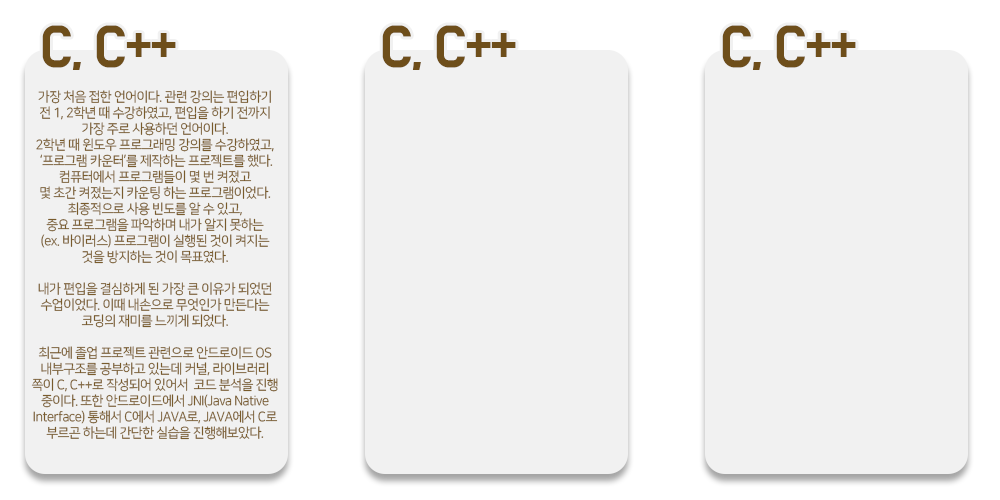 C, C++
가장 처음 접한 언어이다. 관련 강의는 편입하기
전 1, 2학년 때 수강하였고, 편입을 하기 전까지
가장 주로 사용하던 언어이다.
2학년 때 윈도우 프로그래밍 강의를 수강하였고,
'프로그램 카운터'를 제작하는 프로젝트를 했다.
컴퓨터에서 프로그램들이 몇 번 켜졌고
몇 초간 켜졌는지 카운팅 하는 프로그램이었다.
최종적으로 사용 빈도를 알 수 있고,
중요 프로그램을 파악하며 내가 알지 못하는
(ex. 바이러스) 프로그램이 실행된 것이 켜지는
것을 방지하는 것이 목표였다.
내가 편입을 결심하게 된 가장 큰 이유가 되었던
수업이었다. 이때 내손으로 무엇인가 만든다는
코딩의 재미를 느끼게 되었다.
최근에 졸업 프로젝트 관련으로 안드로이드 OS
내부구조를 공부하고 있는데 커널, 라이브러리
쪽이 C, C++로 작성되어 있어서 코드 분석을 진행
중이다. 또한 안드로이드에서 JNI(Java Native
Interface) 통해서 C에서 JAVA로, JAVA에서 C로
부르곤 하는데 간단한 실습을 진행해보았다.
C, C++
C, C++